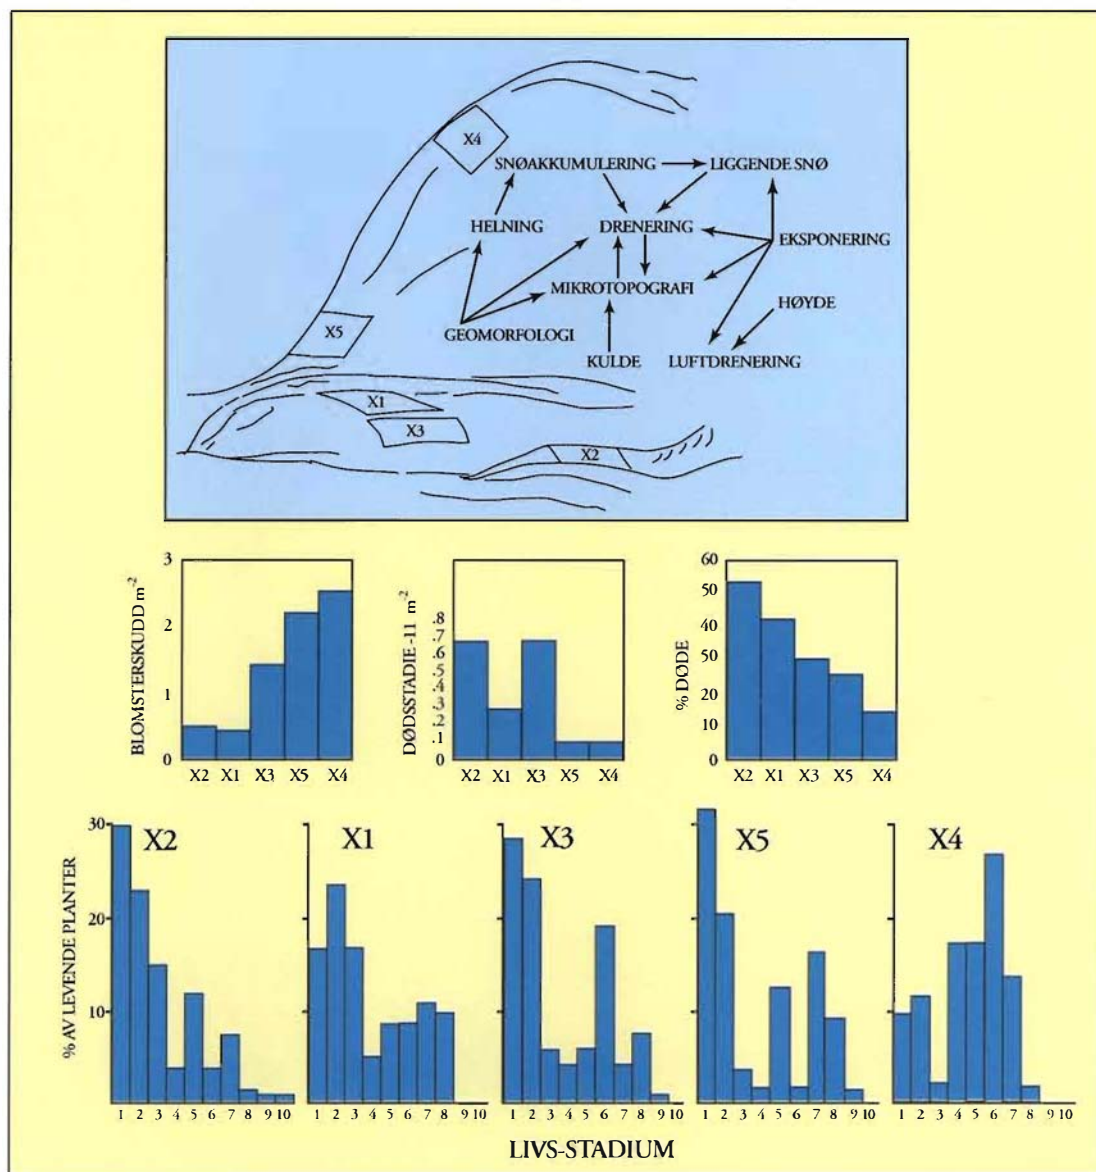 X4
SNØAKKUMULERING
LIGGENDE SNØ
HELNING
DRENERING
EKSPONERING
MIKROTOPOGRAFI
HØYDE
X5
GEOMORFOLOGI
KULDE
LUFTDRENERING
X1
X3
X2
BLOMSTERSKUDD m-2
3
2
1
0
X2 X1 X3 X5 X4
DØDSSTADIE -11 m-2
.8
.7
.6
.5
.4
.3
.2
.1
0
X2 X1 X3 X5 X4
% DØDE
60
50
40
50
20
10
0
X2 X1 X3 X5 X4
% AV LEVENDE PLANTER
30
20
10
X2
1 2 3 4 5 6 7 8 9 10
X1
1 2 3 4 5 6 7 8 9 10
X3
1 2 3 4 5 6 7 8 9 10
X5
1 2 3 4 5 6 7 8 9 10
X4
1 2 3 4 5 6 7 8 9 10
LIVS-STADIUM